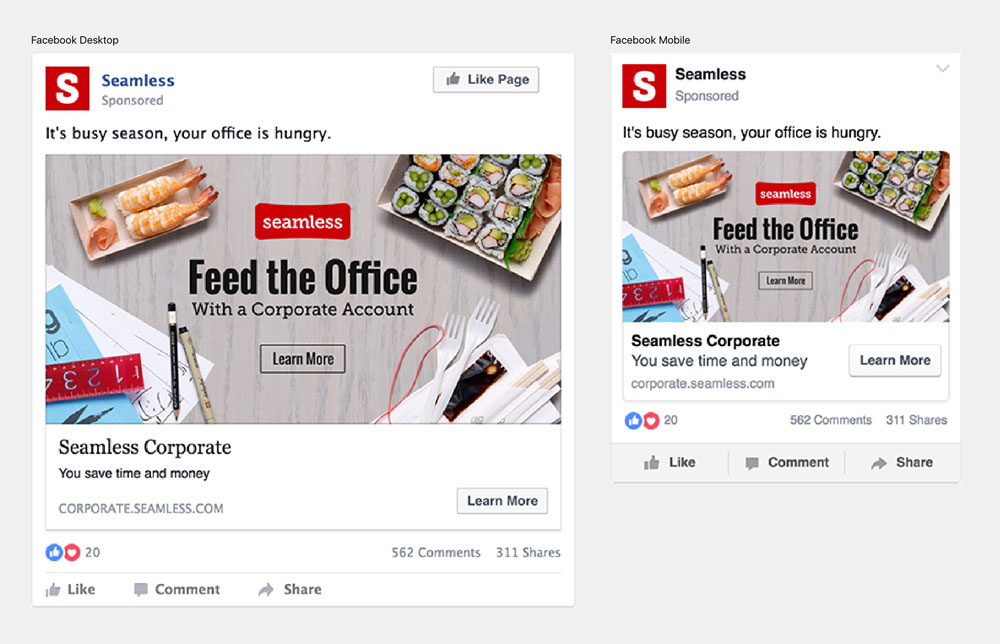 Facebook Desktop
S
Seamless
Sponsored
Like Page
It's busy season, your office is hungry.
seamless
Feed the Office
With a Corporate Account
Learn More
1 2 3
Seamless Corporate
You save time and money
CORPORATE.SEAMLESS.COM
Learn More
20
562 Comments 311 Shares
Like Comment Share
Facebook Mobile
S
Seamless
Sponsored
It's busy season, your office is hungry.
seamless
Feed the Office
With a Corporate Account
Learn More
Seamless Corporate
You save time and money
corporate.seamless.com
Learn More
20
562 Comments 311 Shares
Like Comment Share